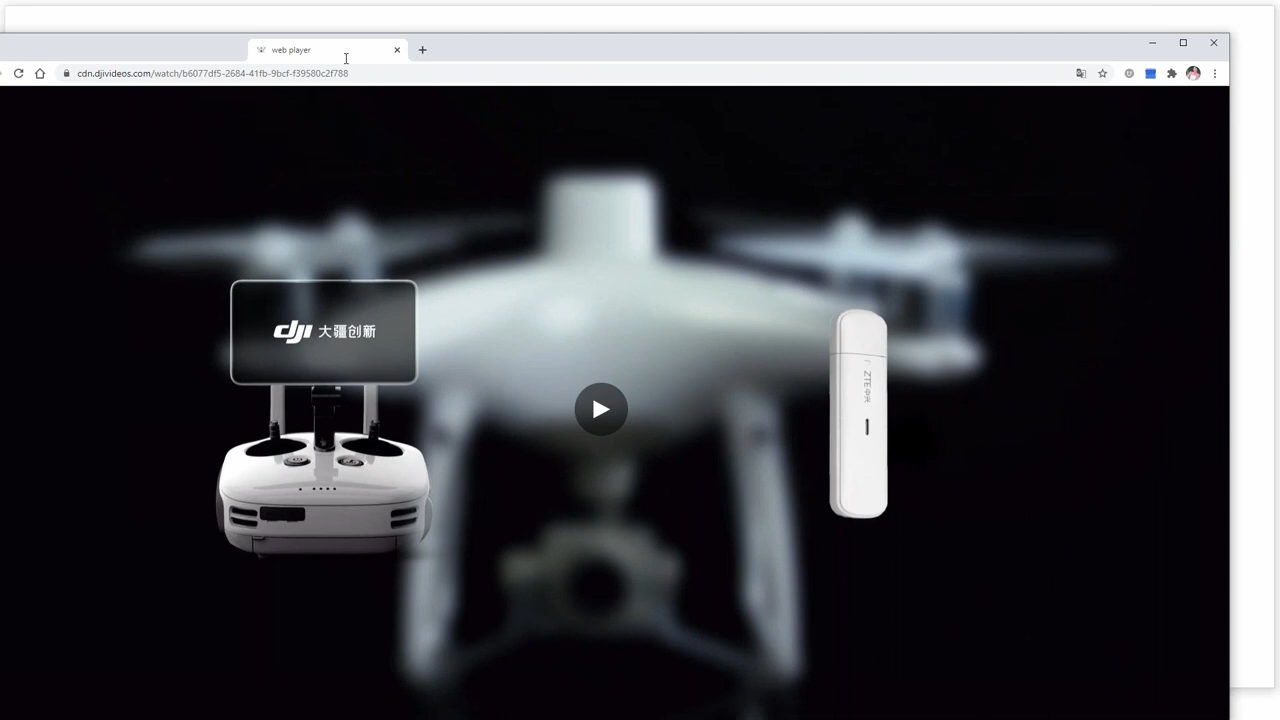 web player
cdn.djivideos.com/watch/b6077df5-2684-41fb-9bcf-f39580c2f788
dji 大疆创新
ZTE中兴